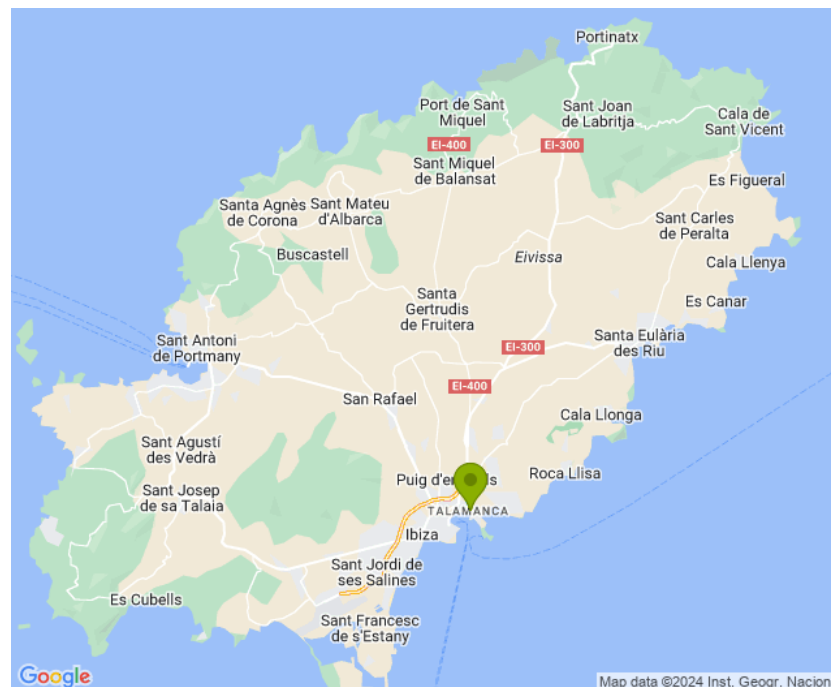 Portinatx
Port de Sant
Miquel
Sant Joan
de Labritja
Cala de
Sant Vicent
EI-400
EI-300
Sant Miquel
de Balansat
Es Figueral
Santa Agnès
de Corona
Sant Mateu
d'Albarca
Sant Carles
de Peralta
Buscastell
Eivissa
Cala Llenya
Santa
Gertrudis
de Fruitera
Es Canar
Sant Antoni
de Portmany
Santa Eulària
des Riu
EI-300
EI-400
San Rafael
Cala Llonga
Sant Agustí
des Vedrà
Roca Llisa
Puig d'en
ls
Sant Josep
de sa Talaia
TALAMANCA
Ibiza
Sant Jordi de
ses Salines
Es Cubells
Sant Francesc
de s'Estany
Google
Map data ©2024 Inst. Geogr. Nacion